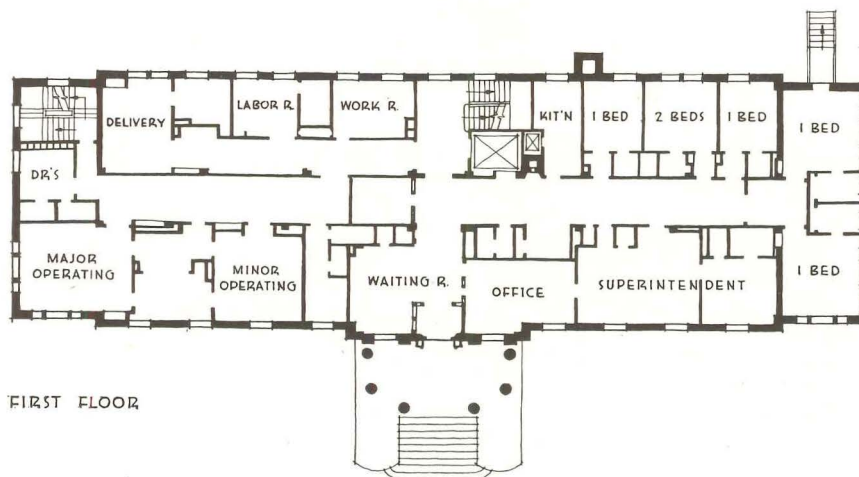 LABOR R.
WORK R.
DELIVERY
KIT'N
1 BED
2 BEDS
1 BED
1 BED
DR'S
MAJOR
OPERATING
MINOR
OPERATING
WAITING R.
OFFICE
SUPERINTENDENT
1 BED
FIRST FLOOR